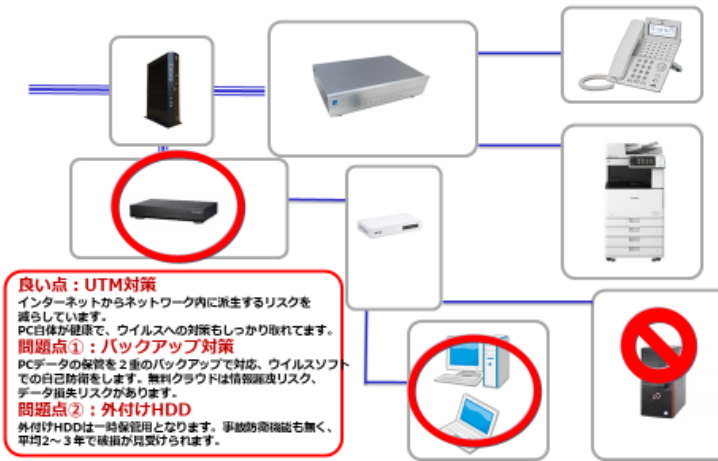 良い点：UTM対策
インターネットからネットワーク内に派生するリスクを
減らしています。
PC自体が健康で、ウイルスへの対策もしっかり取れてます。
問題点①：バックアップ対策
PCデータの保管を２重のバックアップで対応、ウイルスソフト
での自己防衛をします。無料クラウドは情報漏洩リスク、
データ損失リスクがあります。
問題点②：外付けHDD
外付けHDDは一時保管用となります。事故防衛機能も無く、
平均2～３年で破損が見受けられます。